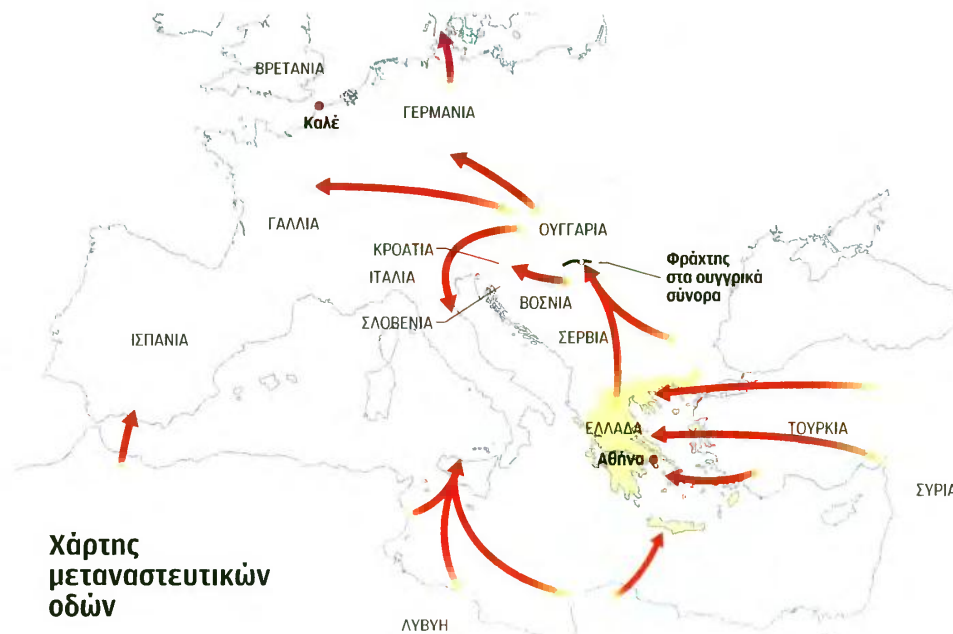 ΒΡΕΤΑΝΙΑ
Καλέ
ΓΕΡΜΑΝΙΑ
ΓΑΛΛΙΑ
ΟΥΓΓΑΡΙΑ
ΚΡΟΑΤΙΑ
Φράχτης
στα ουγγρικά
σύνορα
ΙΤΑΛΙΑ
ΒΟΣΝΙΑ
ΣΛΟΒΕΝΙΑ
ΣΕΡΒΙΑ
ΙΣΠΑΝΙΑ
ΕΛΛΑΔΑ
ΤΟΥΡΚΙΑ
Αθήνα
ΣΥΡΙΑ
Χάρτης
μεταναστευτικών
οδών
ΛΥΒΥΗ